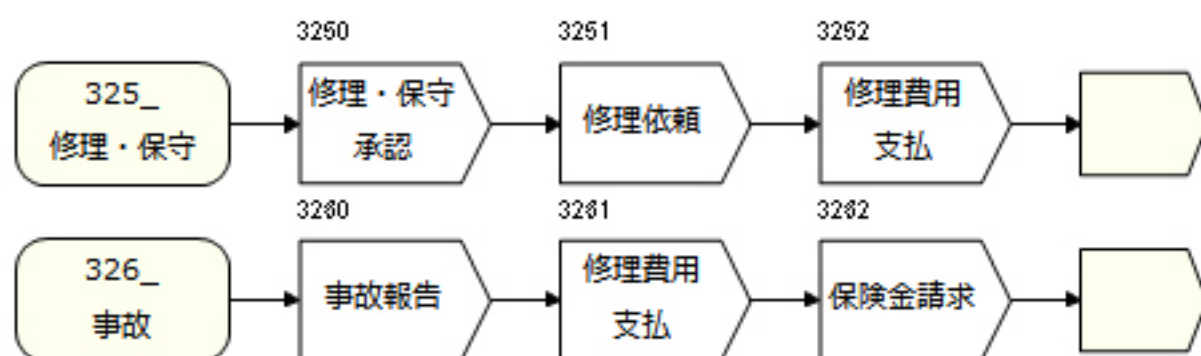 3250 3251 3252
325_
修理・保守
修理・保守
承認
修理依頼
修理費用
支払
3260 3261 3262
326_
事故
事故報告
修理費用
支払
保険金請求